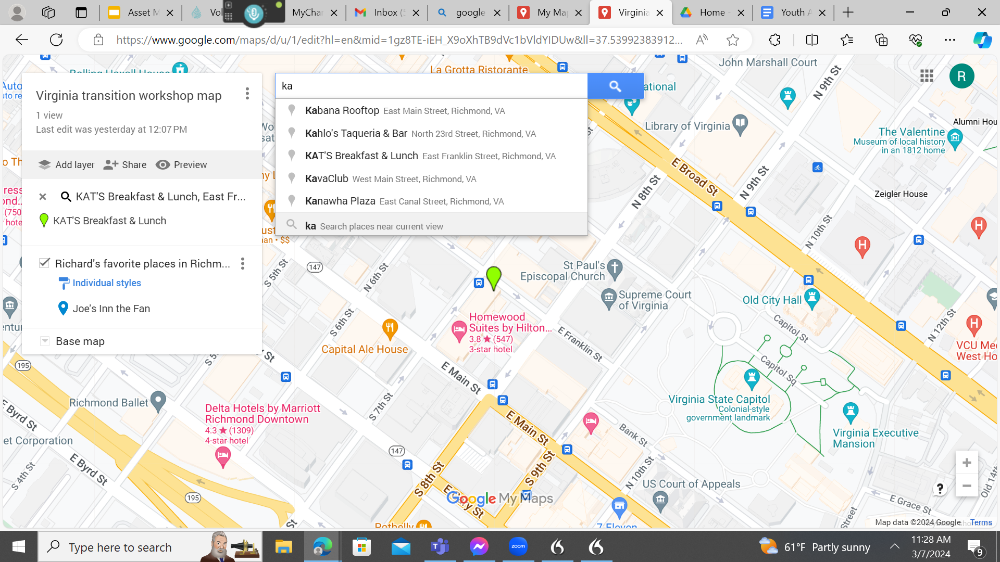 Asset M
Vol
MyChar
Inbox (5
google
My Ma
Virginia
Home -
Youth A
https://www.google.com/maps/d/u/1/edit?hl=en&mid=1gz8TE-iEH_X9oXhTB9dVc1bVldYIDUw&ll=37.53992383912...
Virginia transition workshop map
1 view
Last edit was yesterday at 12:07 PM
Add layer Share Preview
KAT'S Breakfast & Lunch, East Fr...
KAT'S Breakfast & Lunch
Richard's favorite places in Richm...
Individual styles
Joe's Inn the Fan
Base map
ka
Kabana Rooftop East Main Street, Richmond, VA
Kahlo's Taqueria & Bar North 23rd Street, Richmond, VA
KAT'S Breakfast & Lunch East Franklin Street, Richmond, VA
KavaClub West Main Street, Richmond, VA
Kanawha Plaza East Canal Street, Richmond, VA
ka Search places near current view
La Grotta Ristorante
John Marshall Court
R
N 9th St
ational
Library of Virginia
Alumni Hou
The Valentine
Museum of local history
in an 1812 home
E Broad St
N 8th St
N 9th St
Zeigler House
N 10th St
H
H
147
S 5th St
N 6th St
St Paul's
Episcopal Church
Supreme Court
of Virginia
Old City Hall
Capitol St
N 12th St
H
VCU Me
West Ho
S 6th St
Homewood
Suites by Hilton...
3.8 ★ (547)
3-star hotel
E Franklin St
Capital Ale House
E Main St
Capitol Sq
195
Richmond Ballet
S 7th St
Delta Hotels by Marriott
Richmond Downtown
4.3 ★ (1309)
4-star hotel
Virginia State Capitol
Colonial-style
government landmark
E Main St
Bank St
Virginia Executive
Mansion
E Byrd St
et Corporation
147
E Byrd St
S 4th St
S 8th St
S 9th St
N 10th St
US Court of Appeals
Old 14th
195
Google My Maps
E Grace St
Street
Potbelly
7-Eleven
Map data ©2024 Google Terms
Type here to search
zoom
61°F Partly sunny
11:28 AM
3/7/2024
9